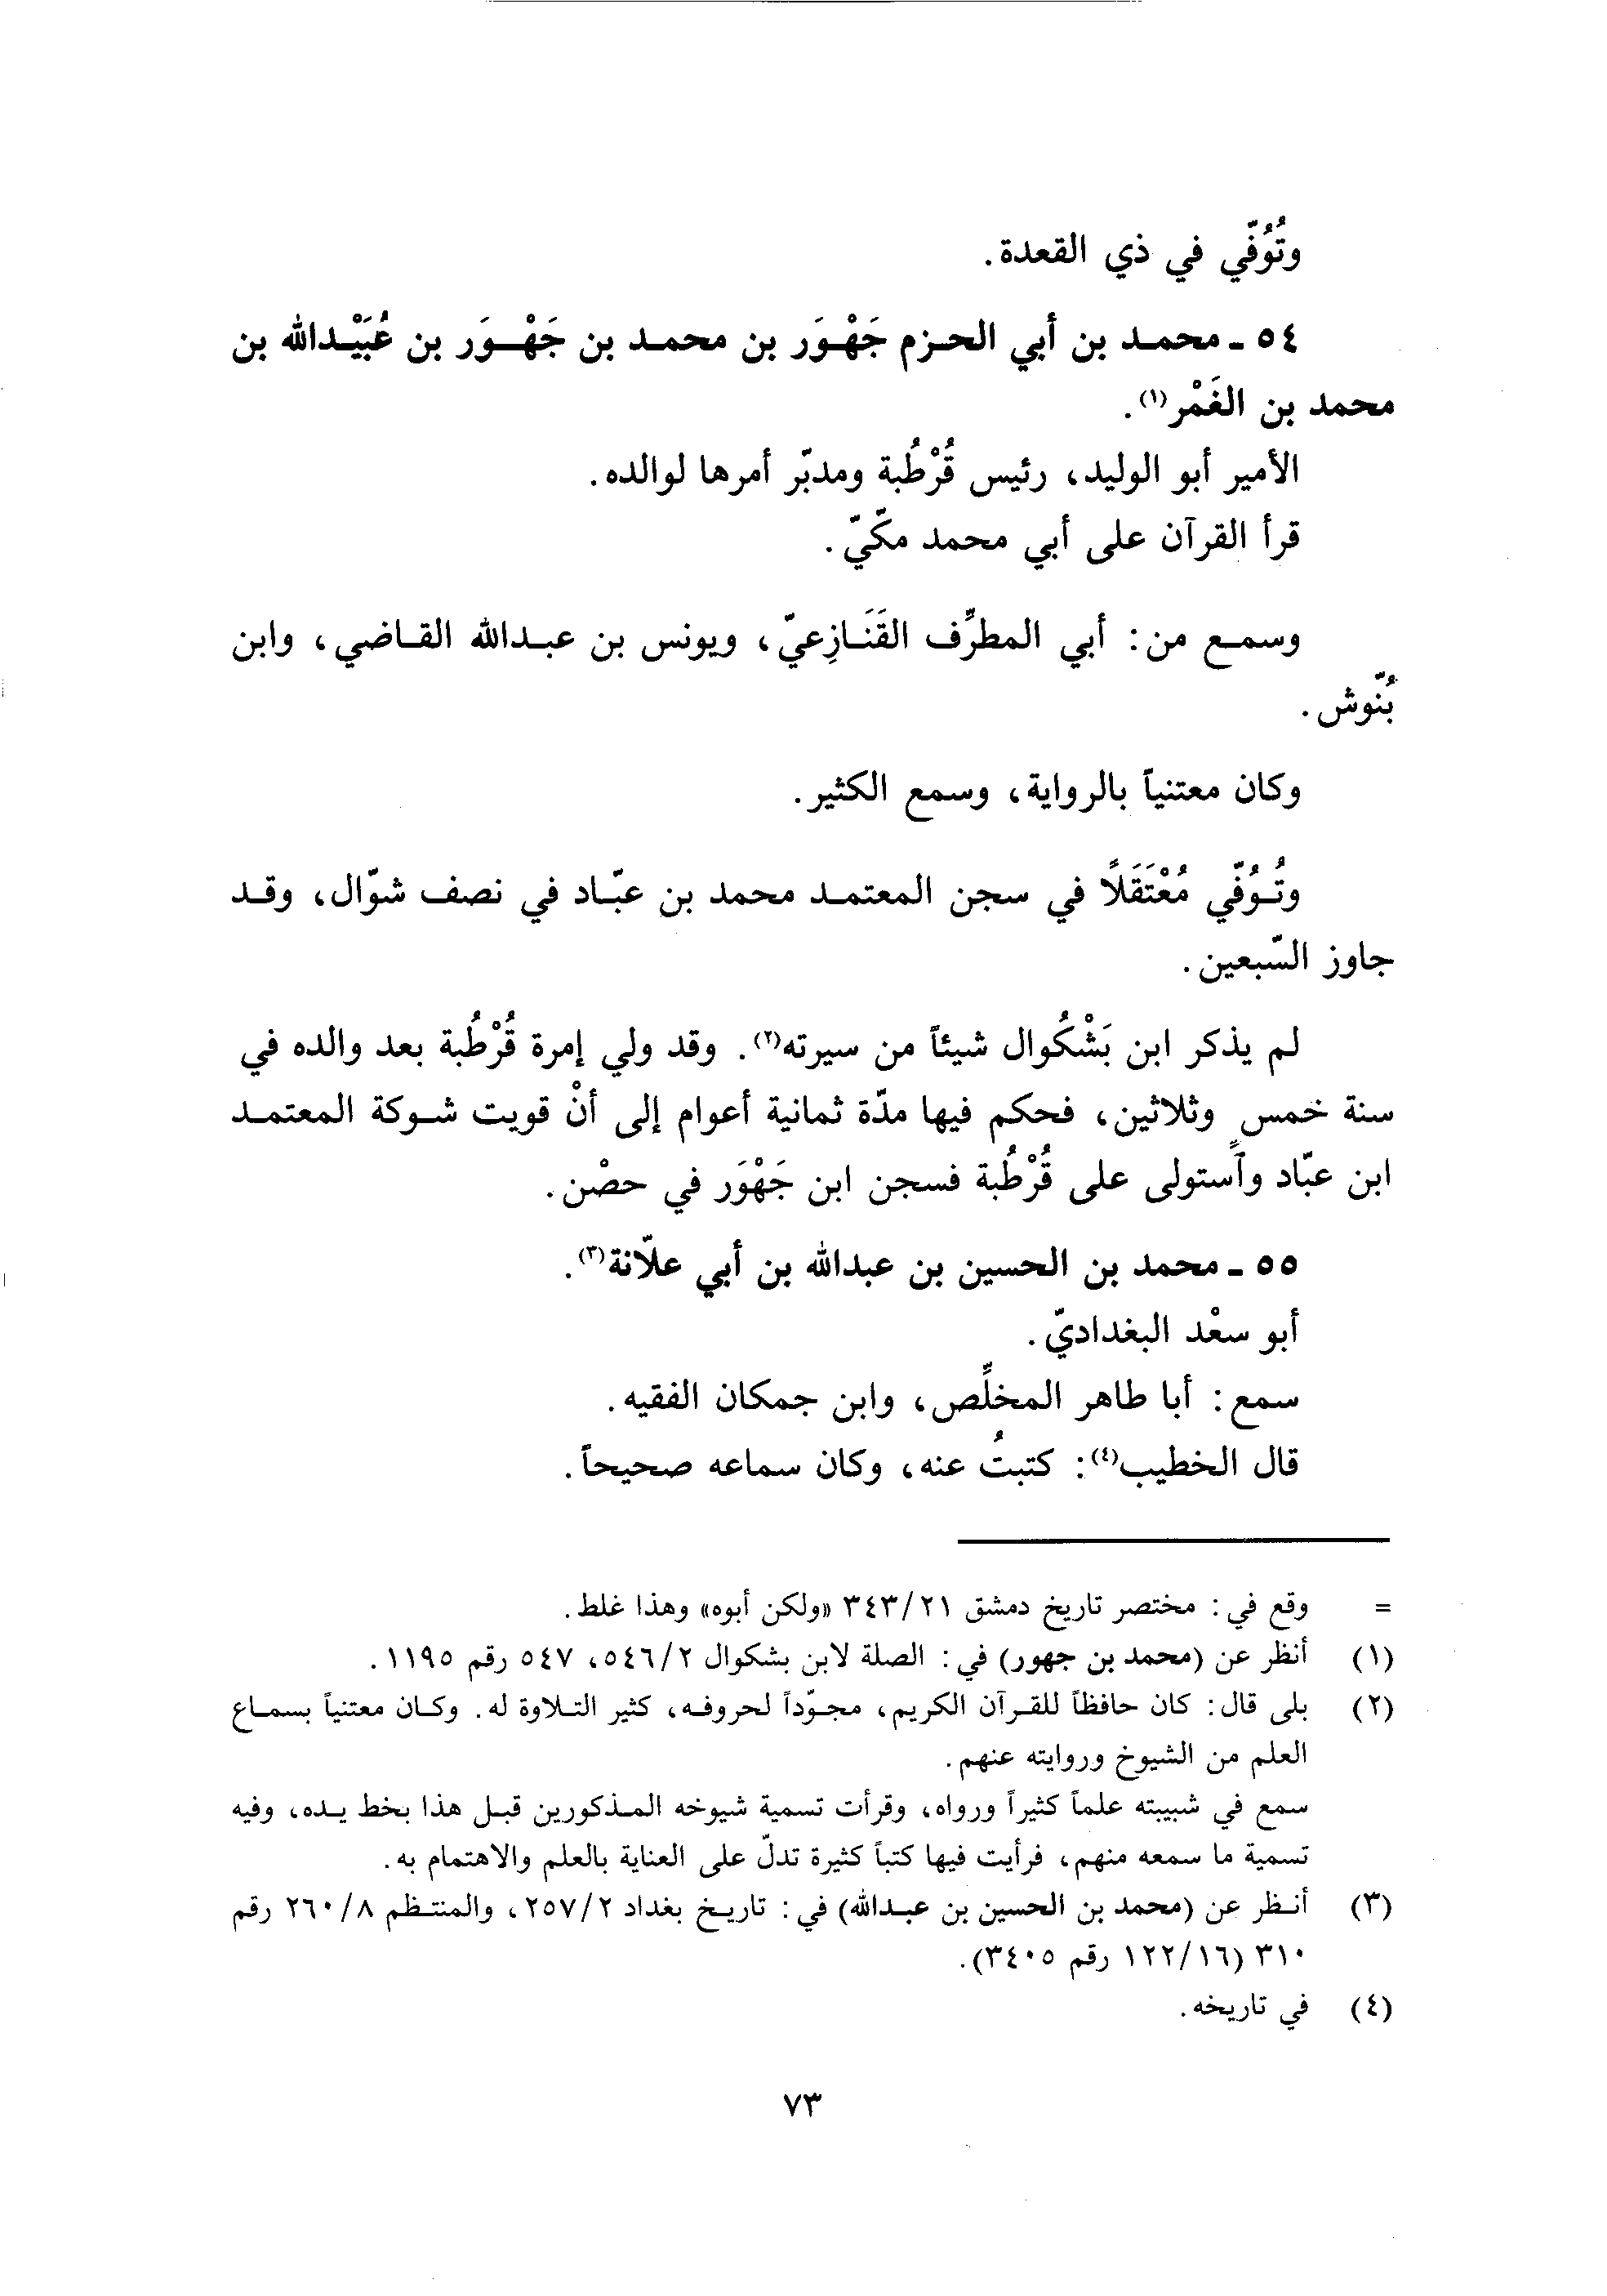 وتُوُفّي في ذي القعدة.
٥٤ ـ محمد بن أبي الحزم جَهْوَر بن محمد بن جَهْوَر بن عُبَيْدالله بن
محمد بن الغَمْر(١).
الأمير أبو الوليد، رئيس قُرْطُبة ومدبّر أمرها لوالده.
قرأ القرآن على أبي محمد مكّيّ.
وسمع من: أبي المطرِّف القَنَازِعيّ، ويونس بن عبدالله القاضي، وابن
بُنّوش.
وكان معتنياً بالرواية، وسمع الكثير.
وتُوُفّي مُعْتَقَلاً في سجن المعتمد محمد بن عبّاد في نصف شوّال، وقد
جاوز السّبعين.
لم يذكر ابن بَشْكُوال شيئاً من سيرته(٢). وقد ولي إمرة قُرْطُبة بعد والده في
سنة خمسٍ وثلاثين، فحكم فيها مدّة ثمانية أعوام إلى أنْ قويت شوكة المعتمد
ابن عبّاد وآستولى على قُرْطُبة فسجن ابن جَهْوَر في حصْن.
٥٥ ـ محمد بن الحسين بن عبدالله بن أبي علّانة(٣).
أبو سعْد البغداديّ.
سمع: أبا طاهر المخلِّص، وابن جمكان الفقيه.
قال الخطيب(٤): كتبتُ عنه، وكان سماعه صحيحاً.
= وقع في: مختصر تاريخ دمشق ٣٤٣/٢١ «ولكن أبوه» وهذا غلط.
(١) أنظر عن (محمد بن جهور) في: الصلة لابن بشكوال ٥٤٦/٢، ٥٤٧ رقم ١١٩٥.
(٢) بلى قال: كان حافظاً للقرآن الكريم، مجوّداً لحروفه، كثير التلاوة له. وكان معتنياً بسماع
العلم من الشيوخ وروايته عنهم.
سمع في شبيبته علماً كثيراً ورواه، وقرأت تسمية شيوخه المذكورين قبل هذا بخط يده، وفيه
تسمية ما سمعه منهم، فرأيت فيها كتباً كثيرة تدلّ على العناية بالعلم والاهتمام به.
(٣) أنظر عن (محمد بن الحسين بن عبدالله) في: تاريخ بغداد ٢٥٧/٢، والمنتظم ٢٦٠/٨ رقم
٣١٠ (١٢٢/١٦ رقم ٣٤٠٥).
(٤) في تاريخه.
٧٣